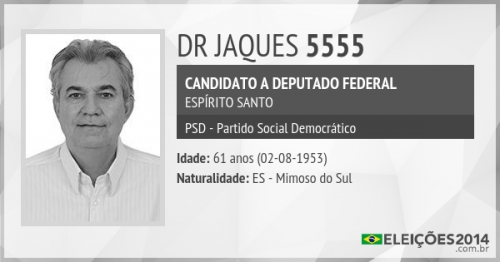 DR JAQUES 5555
CANDIDATO A DEPUTADO FEDERAL
ESPÍRITO SANTO
PSD - Partido Social Democrático
Idade: 61 anos (02-08-1953)
Naturalidade: ES - Mimoso do Sul
ELEIÇÕES2014
.com.br